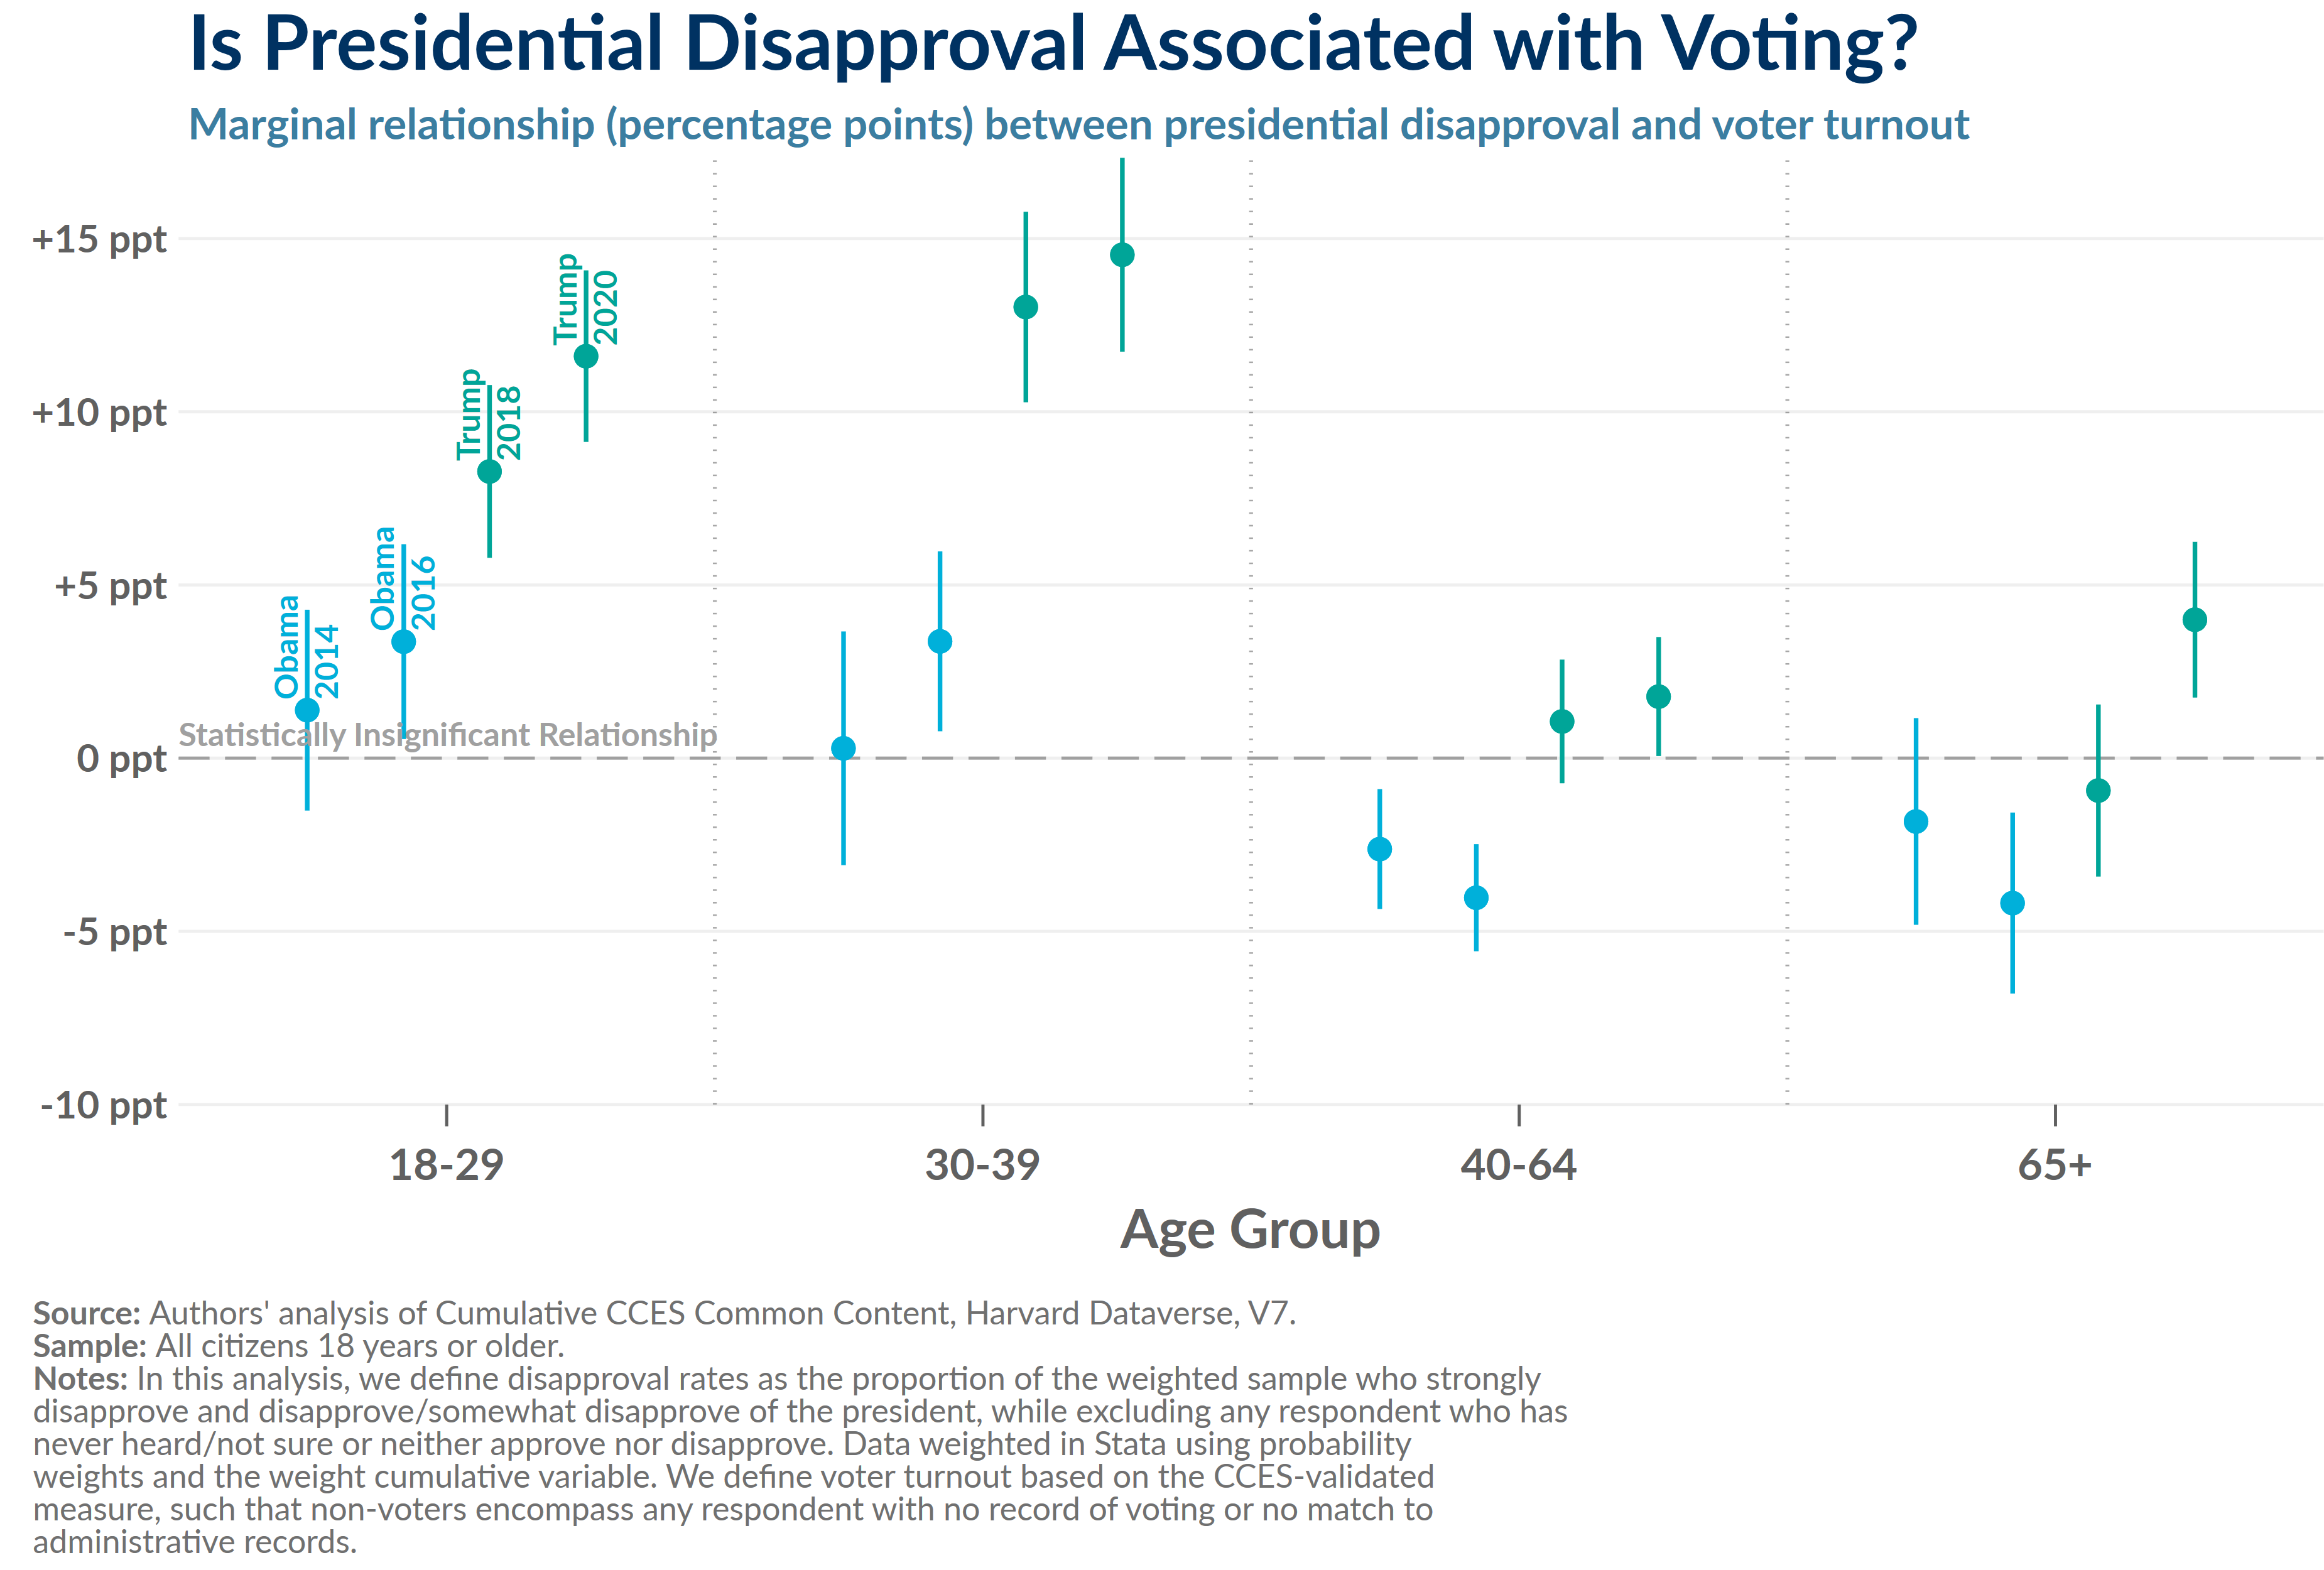 Is Presidential Disapproval Associated with Voting?
Marginal relationship (percentage points) between presidential disapproval and voter turnout
+15 ppt
+10 ppt
+5 ppt
0 ppt
-5 ppt
-10 ppt
Obama
2014
Obama
2016
Trump
2018
Trump
2020
Statistically Insignificant Relationship
18-29
30-39
40-64
65+
Age Group
Source: Authors' analysis of Cumulative CCES Common Content, Harvard Dataverse, V7.
Sample: All citizens 18 years or older.
Notes: In this analysis, we define disapproval rates as the proportion of the weighted sample who strongly
disapprove and disapprove/somewhat disapprove of the president, while excluding any respondent who has
never heard/not sure or neither approve nor disapprove. Data weighted in Stata using probability
weights and the weight cumulative variable. We define voter turnout based on the CCES-validated
measure, such that non-voters encompass any respondent with no record of voting or no match to
administrative records.